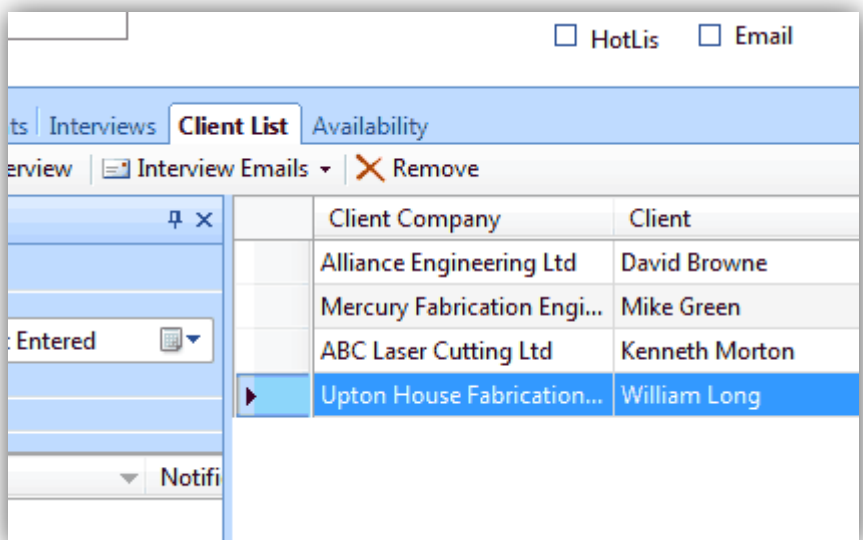 HotLis Email
ts Interviews Client List Availability
erview Interview Emails Remove
Client Company Client
Alliance Engineering Ltd David Browne
Mercury Fabrication Engi... Mike Green
t Entered ABC Laser Cutting Ltd Kenneth Morton
Upton House Fabrication... William Long
Notifi